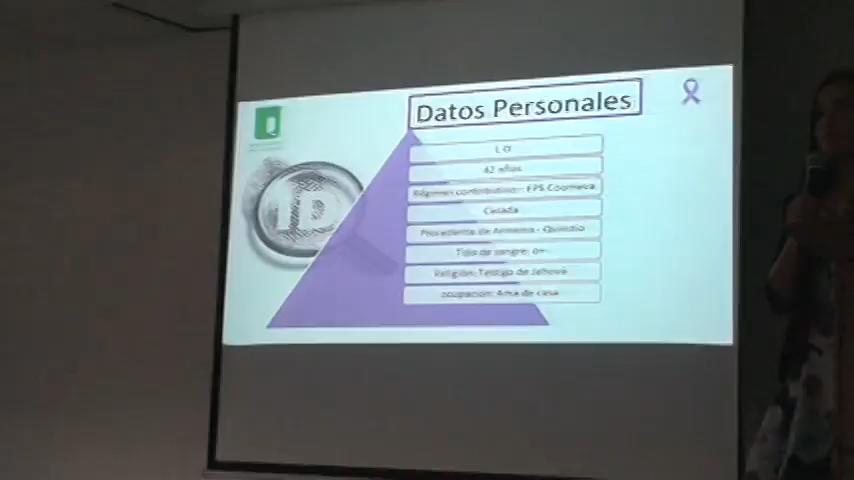 Datos Personales
42 años
Régimen contributivo: EPS Coomeva
Casada
Procedente de Armenia - Quindío
Tipo de sangre: o+
Religión: Testigo de Jehová
ocupación: Ama de casa